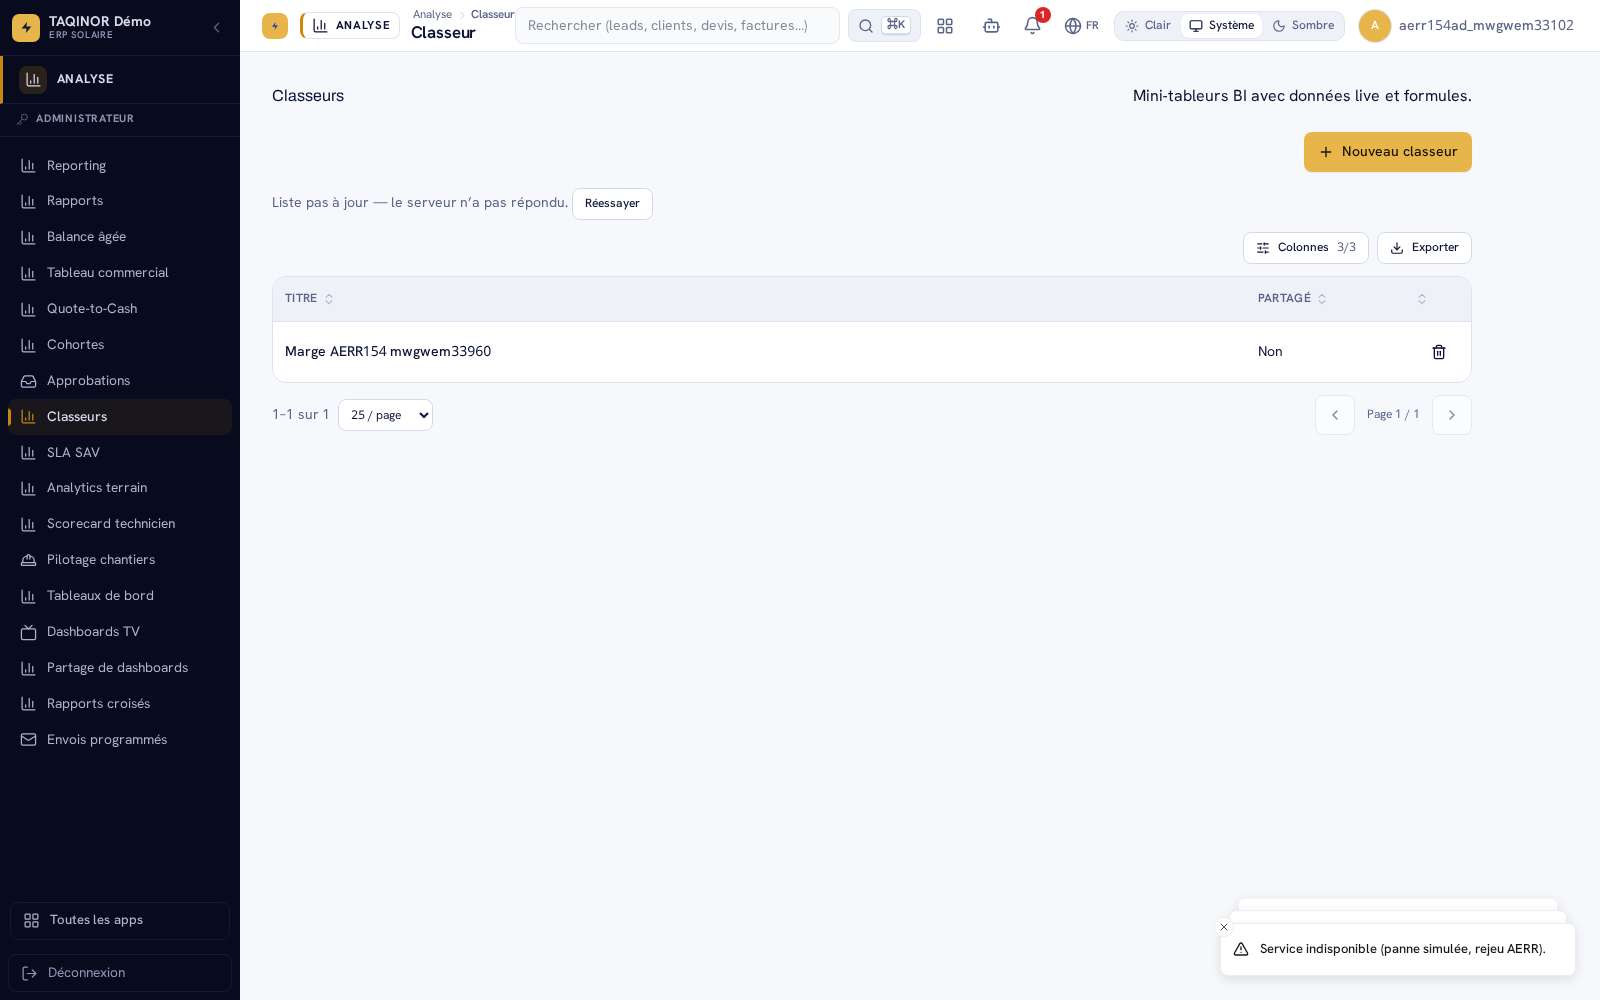 TAQINOR Démo
ERP SOLAIRE
ANALYSE
ADMINISTRATEUR
Reporting
Rapports
Balance âgée
Tableau commercial
Quote-to-Cash
Cohortes
Approbations
Classeurs
SLA SAV
Analytics terrain
Scorecard technicien
Pilotage chantiers
Tableaux de bord
Dashboards TV
Partage de dashboards
Rapports croisés
Envois programmés
Toutes les apps
Déconnexion
ANALYSE
Analyse > Classeur
Classeur
Rechercher (leads, clients, devis, factures...)
⌘K
1
FR
Clair
Système
Sombre
A
aerr154ad_mwgwem33102
Classeurs
Mini-tableurs BI avec données live et formules.
+ Nouveau classeur
Liste pas à jour — le serveur n’a pas répondu. Réessayer
Colonnes 3/3
Exporter
TITRE PARTAGÉ
Marge AERR154 mwgwem33960 Non
1–1 sur 1 25 / page
Page 1 / 1
Service indisponible (panne simulée, rejeu AERR).